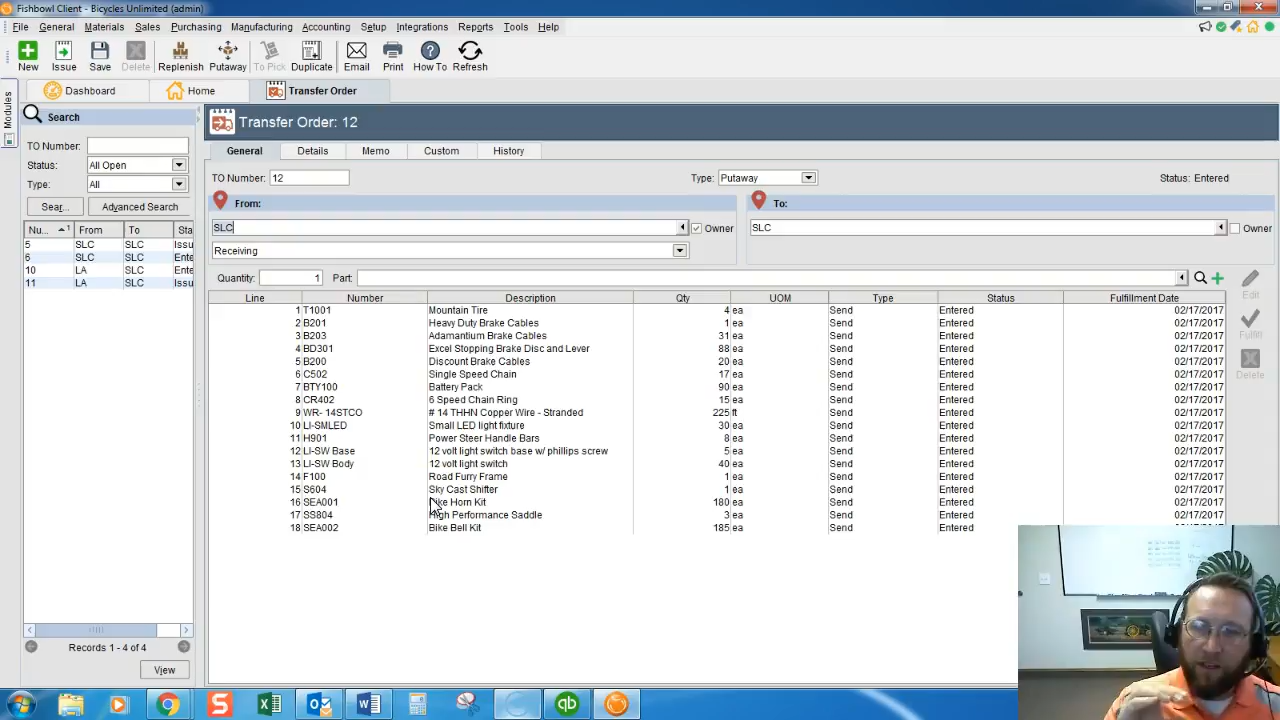 Fishbowl Client - Bicycles Unlimited (admin)
File General Materials Sales Purchasing Manufacturing Accounting Setup Integrations Reports Tools Help
New Issue Save Delete Replenish Putaway To Pick Duplicate Email Print How To Refresh
Modules
Dashboard Home Transfer Order
Search
TO Number:
Status: All Open
Type: All
Sear... Advanced Search
Nu... 1 From To Sta
5 SLC SLC Issu
6 SLC SLC Ente
10 LA SLC Ente
11 LA SLC Issu
Records 1 - 4 of 4
View
Transfer Order: 12
General Details Memo Custom History
TO Number: 12 Type: Putaway Status: Entered
From: To:
SLC Owner SLC Owner
Receiving
Quantity: 1 Part:
Line Number Description Qty UOM Type Status Fulfillment Date
1 T1001 Mountain Tire 4 ea Send Entered 02/17/2017
2 B201 Heavy Duty Brake Cables 1 ea Send Entered 02/17/2017
3 B203 Adamantium Brake Cables 31 ea Send Entered 02/17/2017
4 BD301 Excel Stopping Brake Disc and Lever 88 ea Send Entered 02/17/2017
5 B200 Discount Brake Cables 20 ea Send Entered 02/17/2017
6 C502 Single Speed Chain 17 ea Send Entered 02/17/2017
7 BTY100 Battery Pack 90 ea Send Entered 02/17/2017
8 CR402 6 Speed Chain Ring 15 ea Send Entered 02/17/2017
9 WR- 14STCO # 14 THHN Copper Wire - Stranded 225 ft Send Entered 02/17/2017
10 LI-SMLED Small LED light fixture 30 ea Send Entered 02/17/2017
11 H901 Power Steer Handle Bars 8 ea Send Entered 02/17/2017
12 LI-SW Base 12 volt light switch base w/ phillips screw 5 ea Send Entered 02/17/2017
13 LI-SW Body 12 volt light switch 40 ea Send Entered 02/17/2017
14 F100 Road Furry Frame 1 ea Send Entered 02/17/2017
15 S604 Sky Cast Shifter 1 ea Send Entered 02/17/2017
16 SEA001 Bike Horn Kit 180 ea Send Entered 02/17/2017
17 SS804 High Performance Saddle 3 ea Send Entered 02/17/2017
18 SEA002 Bike Bell Kit 185 ea Send Entered
Edit
Fulfill
Delete